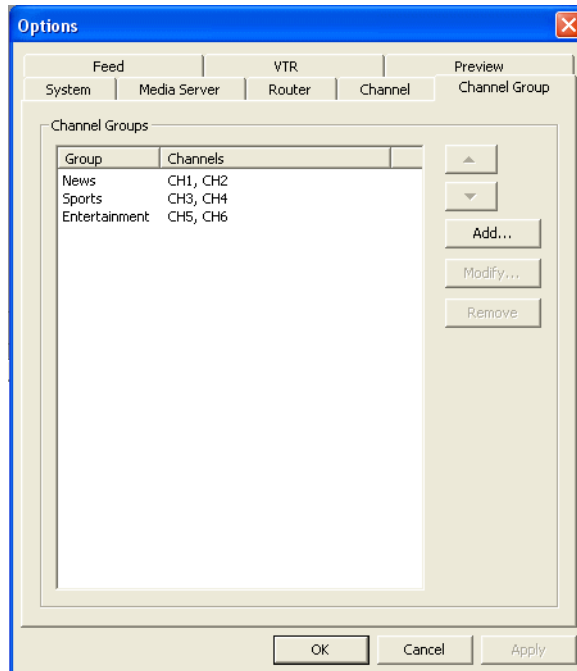 Options
Feed VTR Preview
System Media Server Router Channel Channel Group
Channel Groups
Group Channels
News CH1, CH2
Sports CH3, CH4
Entertainment CH5, CH6
Add...
Modify...
Remove
OK Cancel Apply